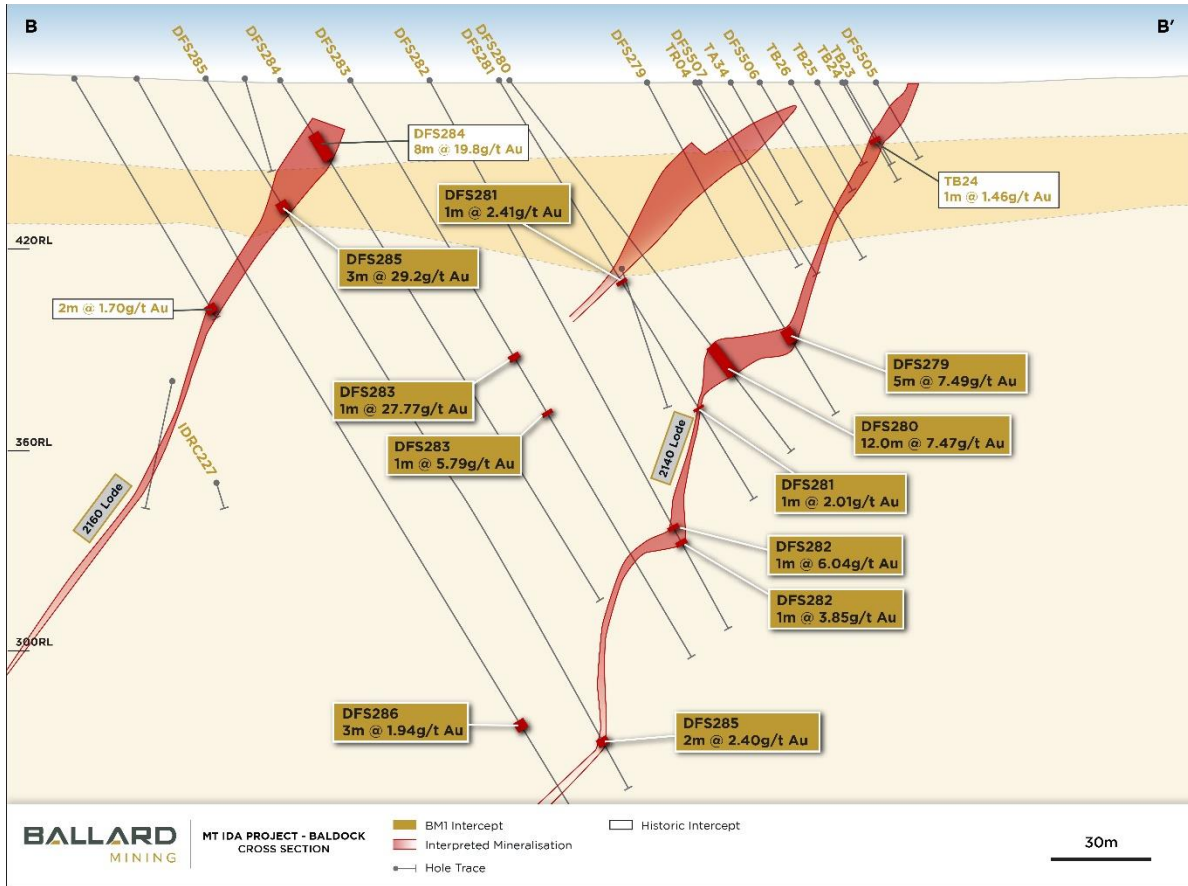 B
B'
DFS285
DFS284
DFS283
DFS282
DFS281
DFS280
DFS279
DFS507
TR04
TA34
DFS506
TB26
TB25
TB24
TB23
DFS505
DFS284
8m @ 19.8g/t Au
DFS281
1m @ 2.41g/t Au
TB24
1m @ 1.46g/t Au
420RL
DFS285
3m @ 29.2g/t Au
2m @ 1.70g/t Au
DFS279
5m @ 7.49g/t Au
DFS283
1m @ 27.77g/t Au
DFS280
12.0m @ 7.47g/t Au
DFS283
1m @ 5.79g/t Au
360RL
IDRC227
2140 Lode
2160 Lode
DFS281
1m @ 2.01g/t Au
DFS282
1m @ 6.04g/t Au
DFS282
1m @ 3.85g/t Au
300RL
DFS286
3m @ 1.94g/t Au
DFS285
2m @ 2.40g/t Au
BALLARD
MINING
MT IDA PROJECT - BALDOCK
CROSS SECTION
BM1 Intercept
Historic Intercept
Interpreted Mineralisation
Hole Trace
30m